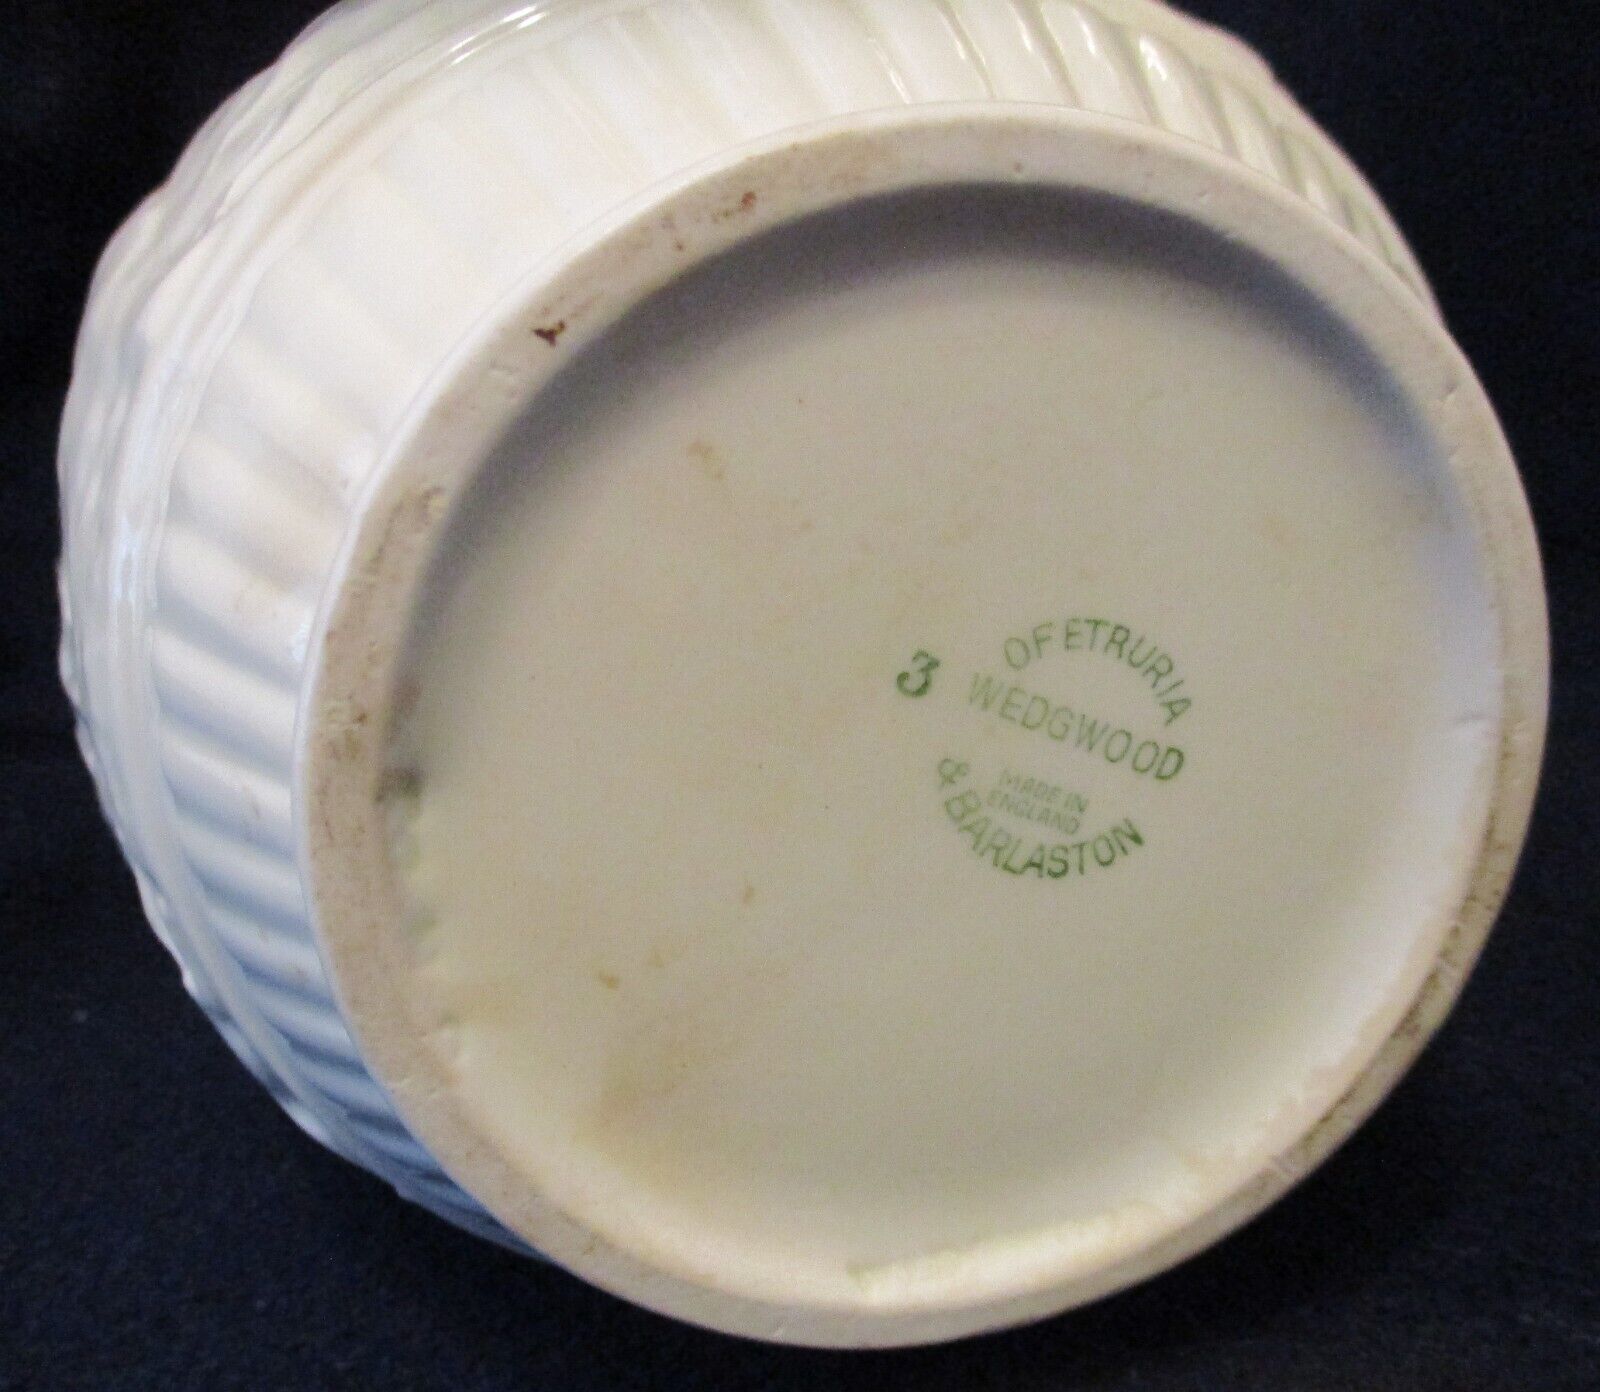 OF ETRURIA
3
WEDGWOOD
MADE IN
ENGLAND
& BARLASTON